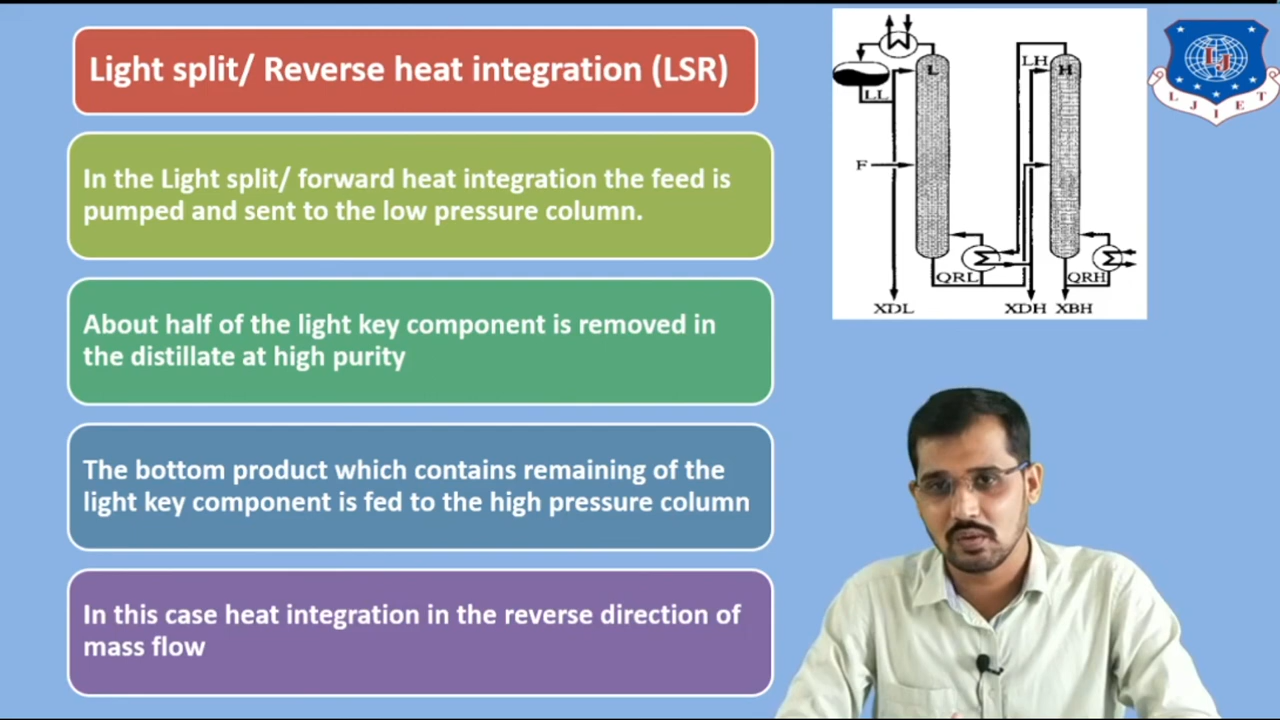 Light split/ Reverse heat integration (LSR)
In the Light split/ forward heat integration the feed is
pumped and sent to the low pressure column.
About half of the light key component is removed in
the distillate at high purity
The bottom product which contains remaining of the
light key component is fed to the high pressure column
In this case heat integration in the reverse direction of
mass flow
L
LH
H
LL
F
QRL
QRH
XDL
XDH
XBH
LJ
LJIET